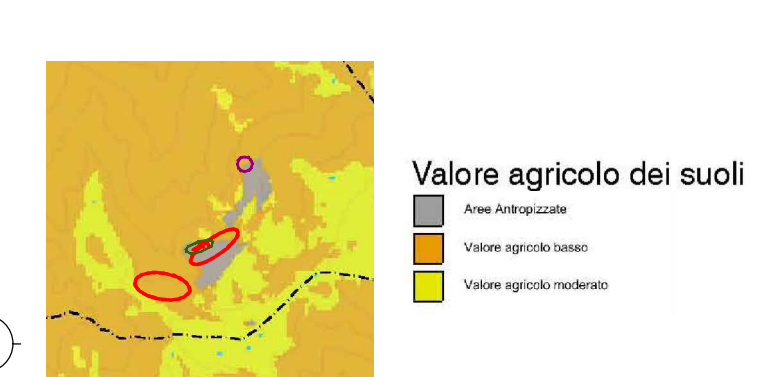 Valore agricolo dei suoli
Aree Antropizzate
Valore agricolo basso
Valore agricolo moderato